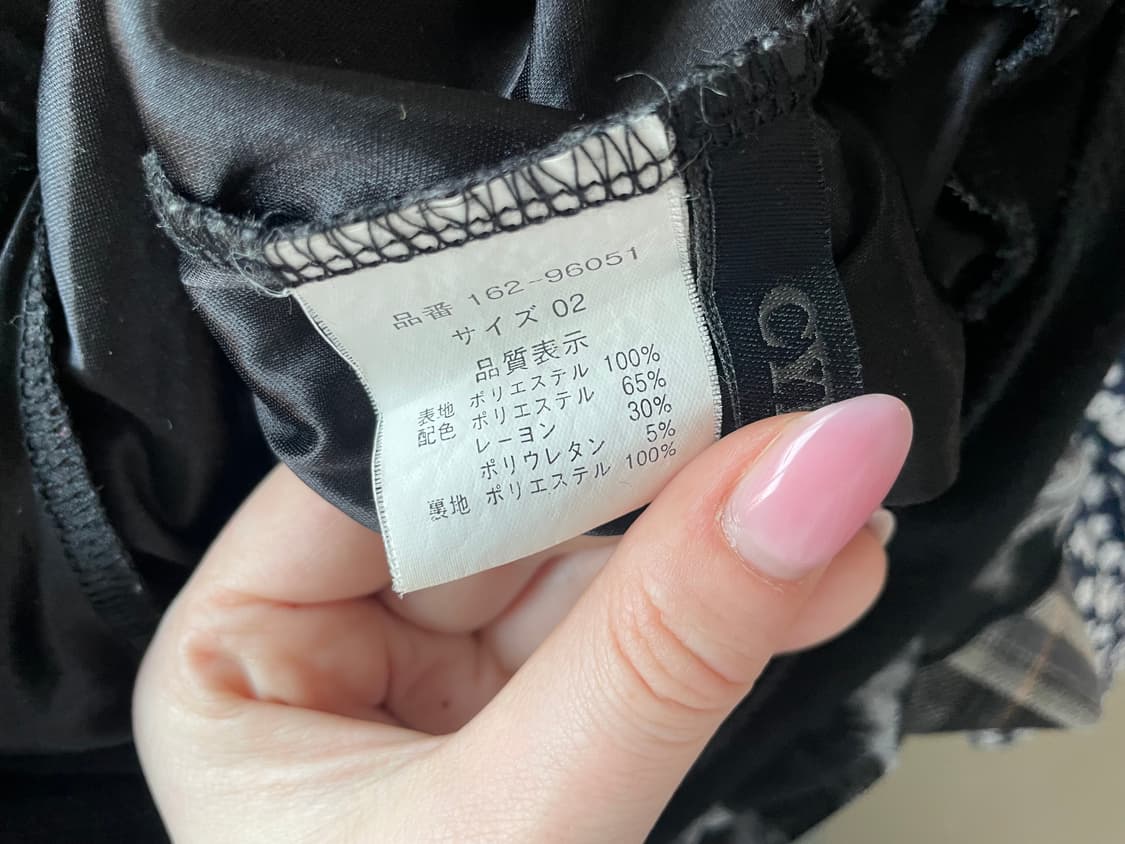 品番 162-96051
サイズ 02
品質表示
表地 ポリエステル 100%
配色 ポリエステル 65%
レーヨン 30%
ポリウレタン 5%
裏地 ポリエステル 100%